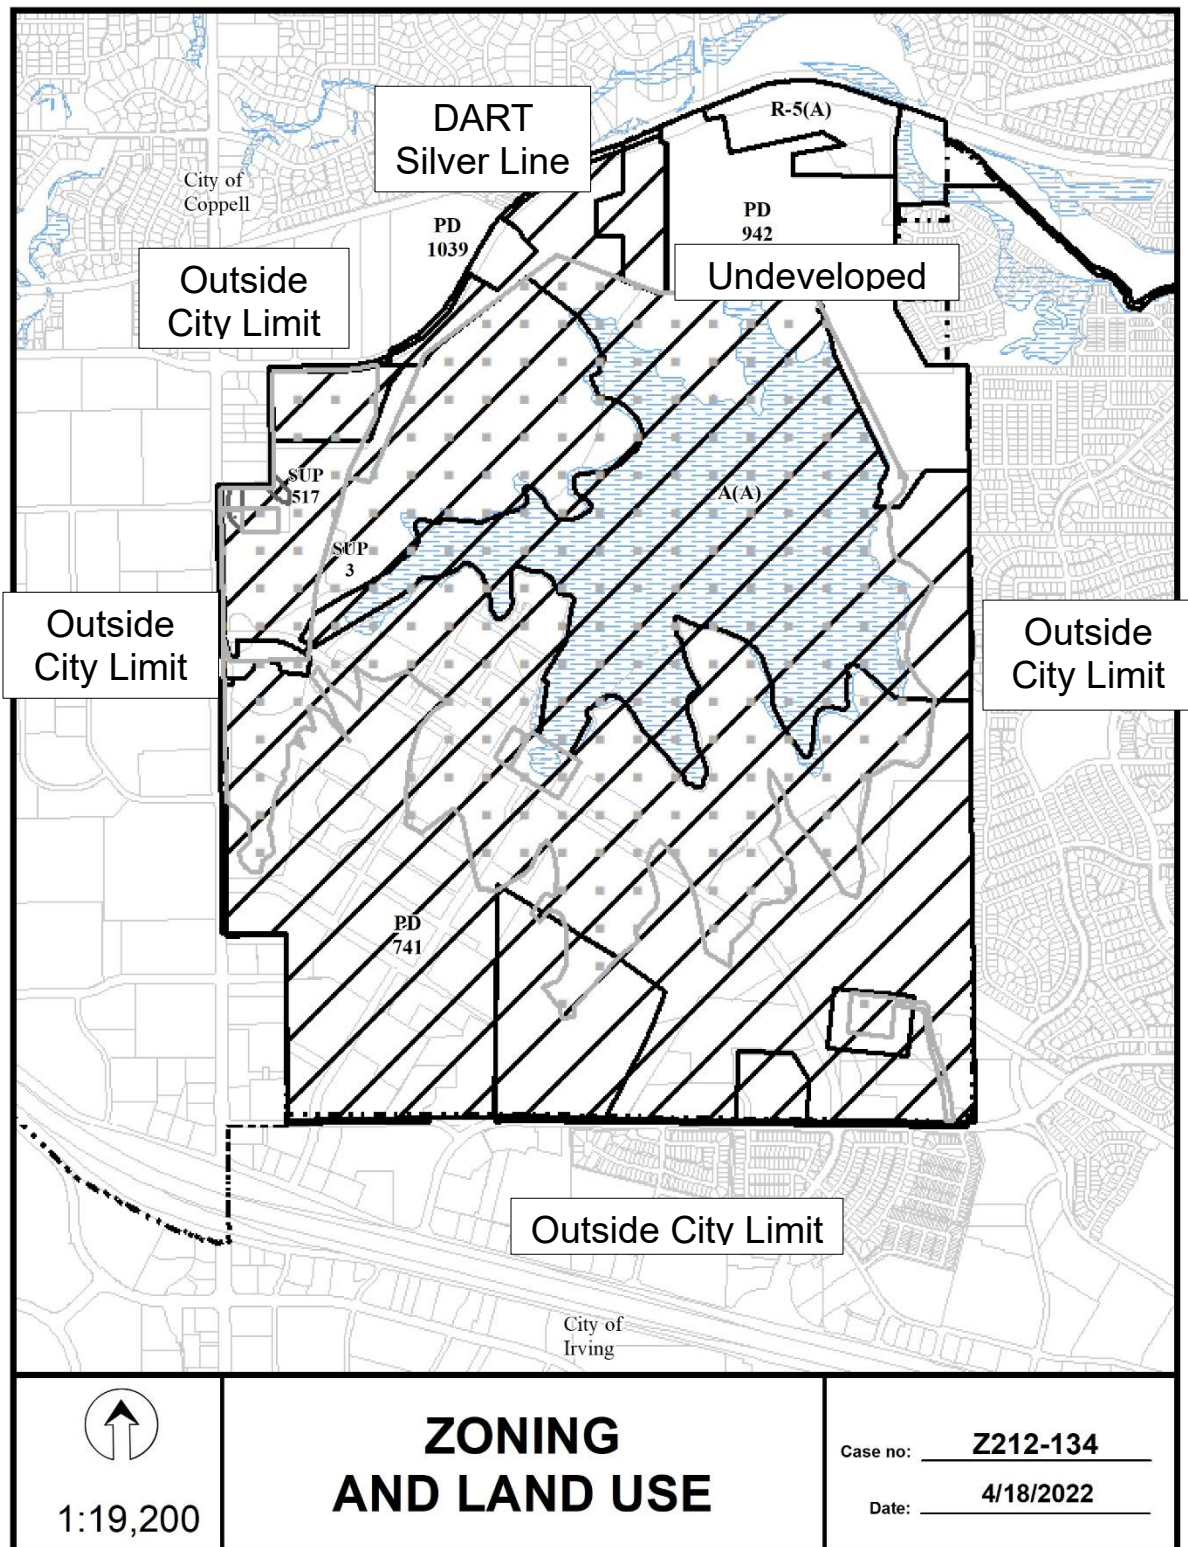 DART
Silver Line
R-5(A)
City of
Coppell
PD
1039
PD
942
Outside
City Limit
Undeveloped
SUP
517
A(A)
SUP
3
Outside
City Limit
Outside
City Limit
PD
741
Outside City Limit
City of
Irving
1:19,200
ZONING
AND LAND USE
Case no: Z212-134
Date: 4/18/2022